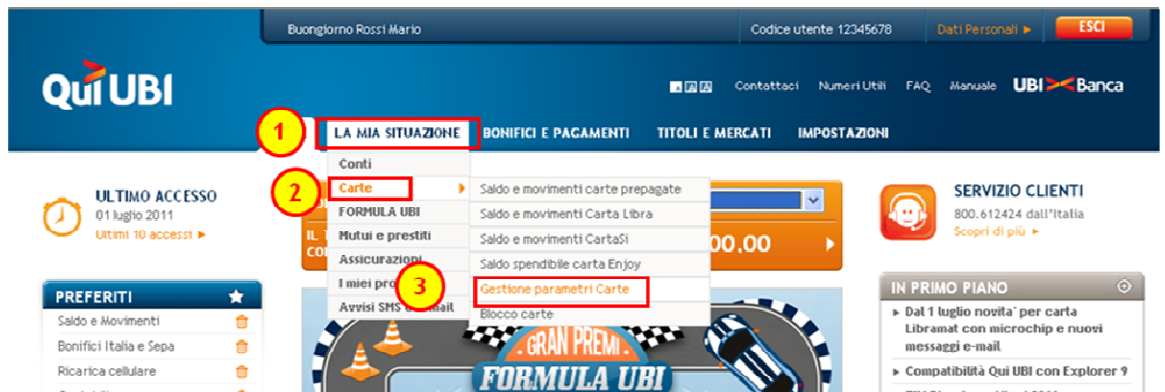 Buongiorno Rossi Mario
Codice utente 12345678
Dati Personali
ESCI
Qui UBI
A A A
Contattaci
Numeri Utili
FAQ
Manuale
UBI Banca
1
LA MIA SITUAZIONE
BONIFICI E PAGAMENTI
TITOLI E MERCATI
IMPOSTAZIONI
Conti
2
Carte
FORMULA UBI
Mutui e prestiti
Assicurazioni
I miei pro
Avvisi SMS mail
3
Saldo e movimenti carte prepagate
Saldo e movimenti Carta Libra
Saldo e movimenti CartaSi
Saldo spendibile carta Enjoy
Gestione parametri Carte
Blocco carte
ULTIMO ACCESSO
01 luglio 2011
Ultimi 10 accessi
00,00
SERVIZIO CLIENTI
800.612424 dall'Italia
Scopri di più
PREFERITI
Saldo e Movimenti
Bonifici Italia e Sepa
Ricarica cellulare
GRAN PREMI
FORMULA UBI
IN PRIMO PIANO
Dal 1 luglio novita` per carta
Libramat con microchip e nuovi
messaggi e-mail
Compatibilità Qui UBI con Explorer 9